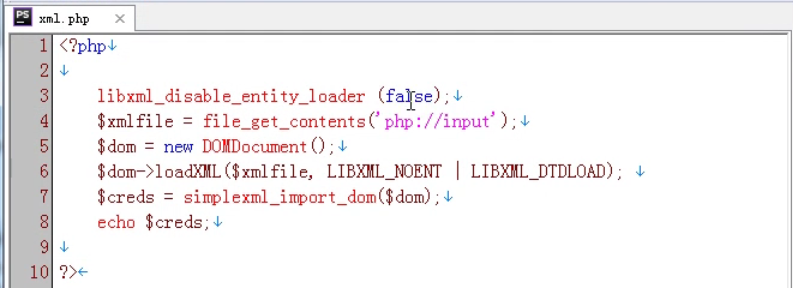 PS xml.php ×
1 <?php↓
2 ↓
3 libxml_disable_entity_loader (false);↓
4 $xmlfile = file_get_contents('php://input');↓
5 $dom = new DOMDocument();↓
6 $dom->loadXML($xmlfile, LIBXML_NOENT | LIBXML_DTDLOAD); ↓
7 $creds = simplexml_import_dom($dom);↓
8 echo $creds;↓
9 ↓
10 ?>←